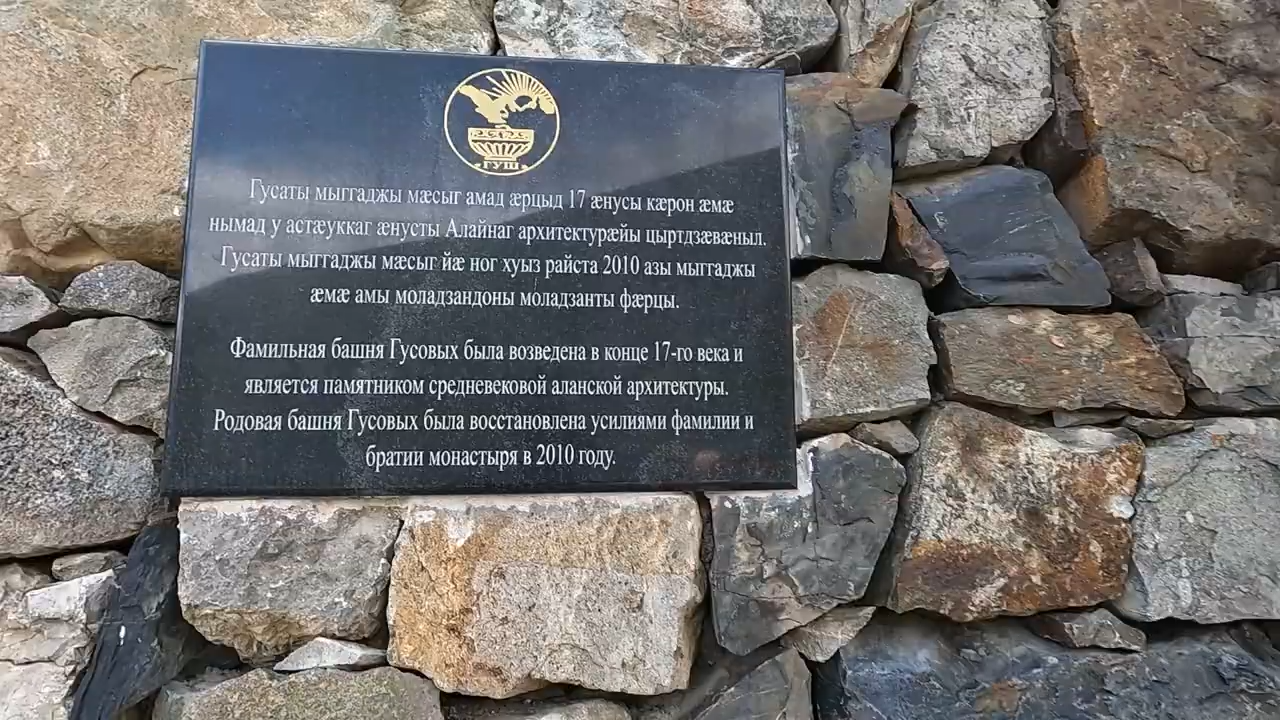 ГУШ
Гусаты мыггаджы мæсыг амад æрцыд 17 æнусы кæрон æмæ
нымад у астæуккаг æнусты Алайнаг архитектурæйы цыртдзæвæныл.
Гусаты мыггаджы мæсыг йæ ног хуыз райста 2010 азы мыггаджы
æмæ амы моладзандоны моладзанты фæрцы.
Фамильная башня Гусовых была возведена в конце 17-го века и
является памятником средневековой аланской архитектуры.
Родовая башня Гусовых была восстановлена усилиями фамилии и
братии монастыря в 2010 году.